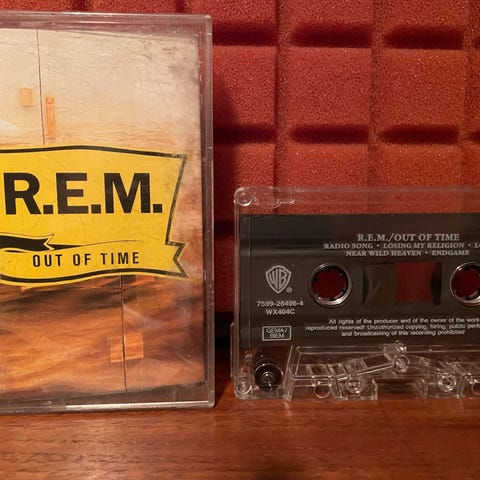 R.E.M.
OUT OF TIME
R.E.M./OUT OF TIME
RADIO SONG • LOSING MY RELIGION •
NEAR WILD HEAVEN • ENDGAME
WB
7599-26496-4
WX404C
GEMA/
BIEM
All rights of the producer and of the owner of the work
reproduced reserved! Unauthorized copying, hiring, public
and broadcasting of this recording prohibited